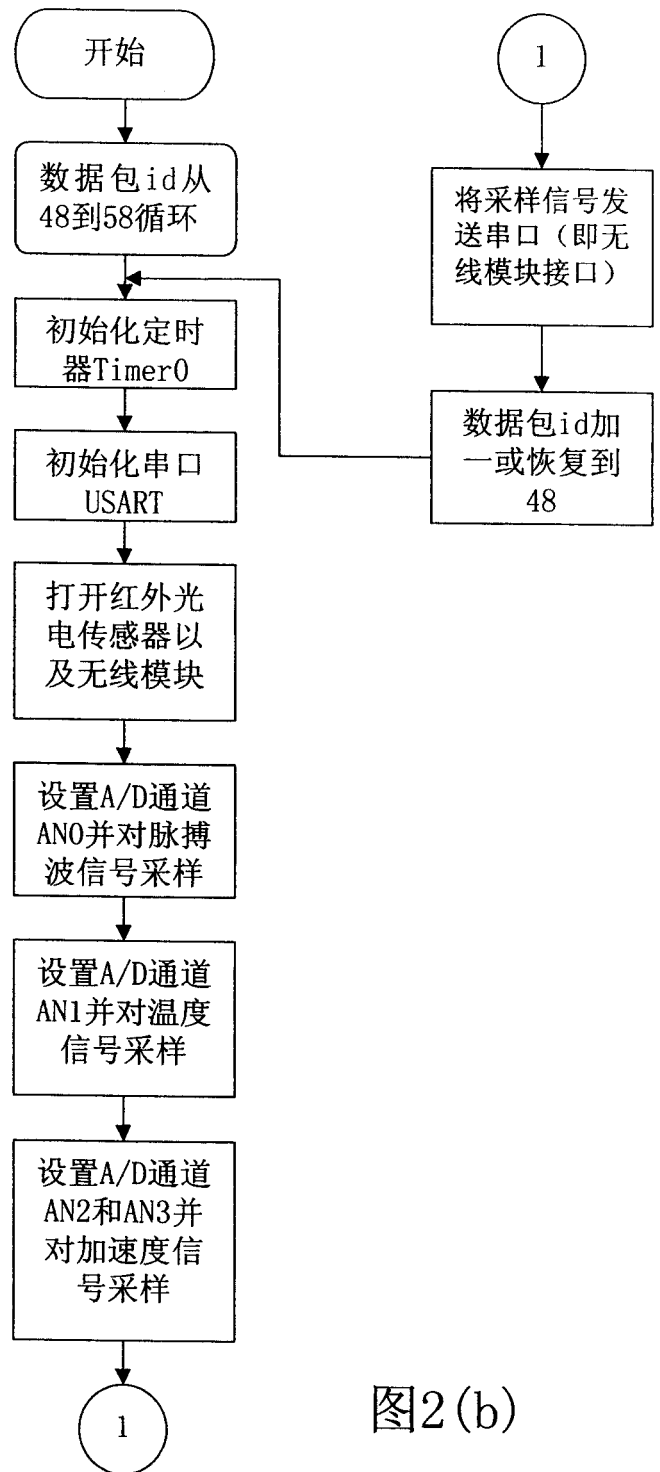 开始
数据包id从
48到58循环
初始化定时
器Timer0
初始化串口
USART
打开红外光
电传感器以
及无线模块
设置A/D通道
AN0并对脉搏
波信号采样
设置A/D通道
AN1并对温度
信号采样
设置A/D通道
AN2和AN3并
对加速度信
号采样
1
1
将采样信号发
送串口（即无
线模块接口）
数据包id加
一或恢复到
48
图2(b)